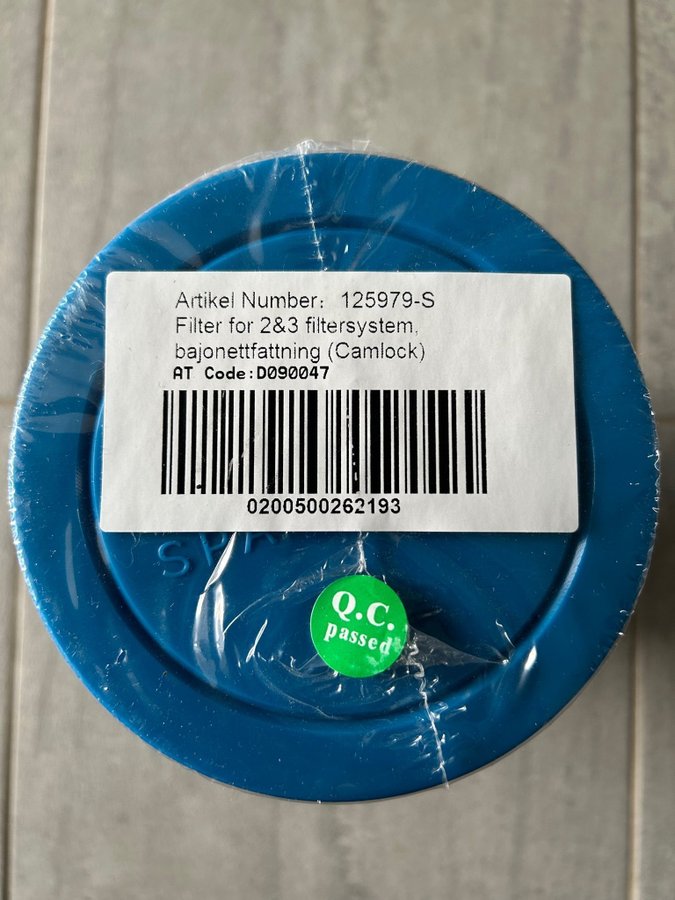 Artikel Number: 125979-S
Filter for 2&3 filtersystem,
bajonettfattning (Camlock)
AT Code:D090047
0200500262193
Q.C.
passed